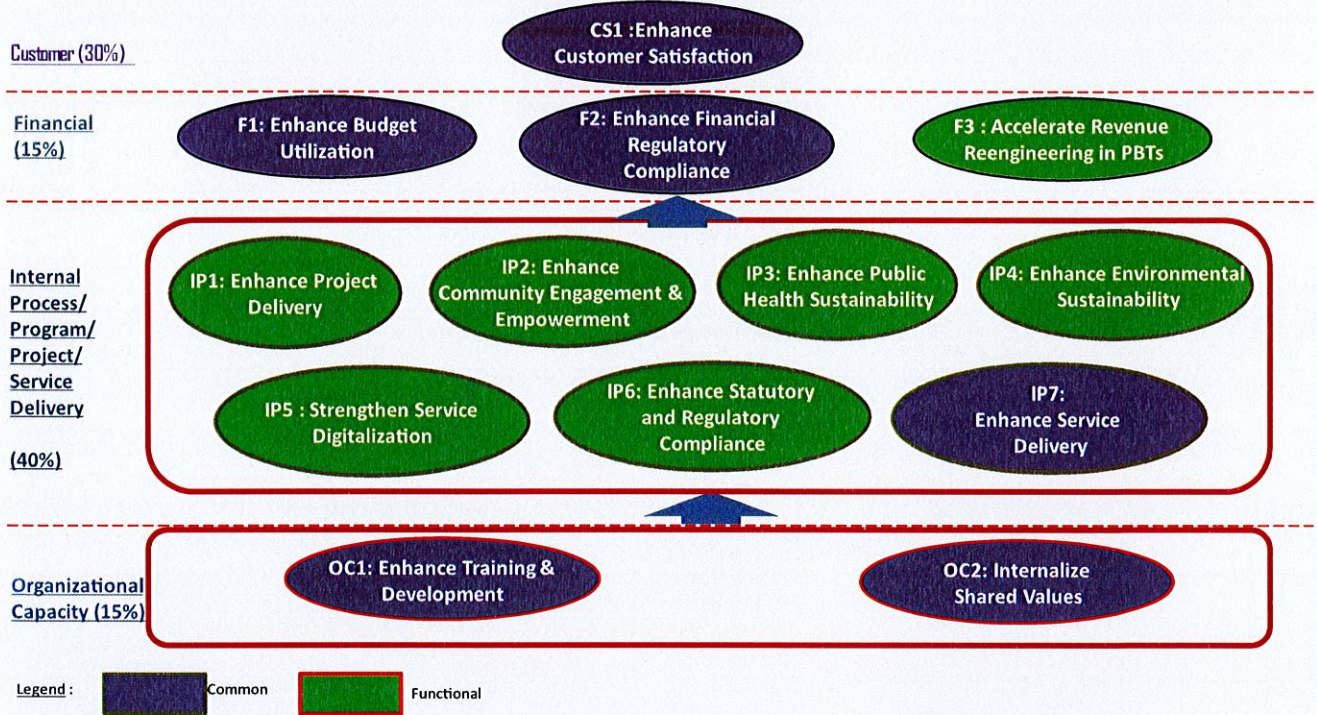 Customer (30%)
CS1 :Enhance
Customer Satisfaction
Financial
(15%)
F1: Enhance Budget
Utilization
F2: Enhance Financial
Regulatory
Compliance
F3 : Accelerate Revenue
Reengineering in PBTs
Internal
Process/
Program/
Project/
Service
Delivery
(40%)
IP1: Enhance Project
Delivery
IP2: Enhance
Community Engagement &
Empowerment
IP3: Enhance Public
Health Sustainability
IP4: Enhance Environmental
Sustainability
IP5 : Strengthen Service
Digitalization
IP6: Enhance Statutory
and Regulatory
Compliance
IP7:
Enhance Service
Delivery
Organizational
Capacity (15%)
OC1: Enhance Training &
Development
OC2: Internalize
Shared Values
Legend :
Common
Functional